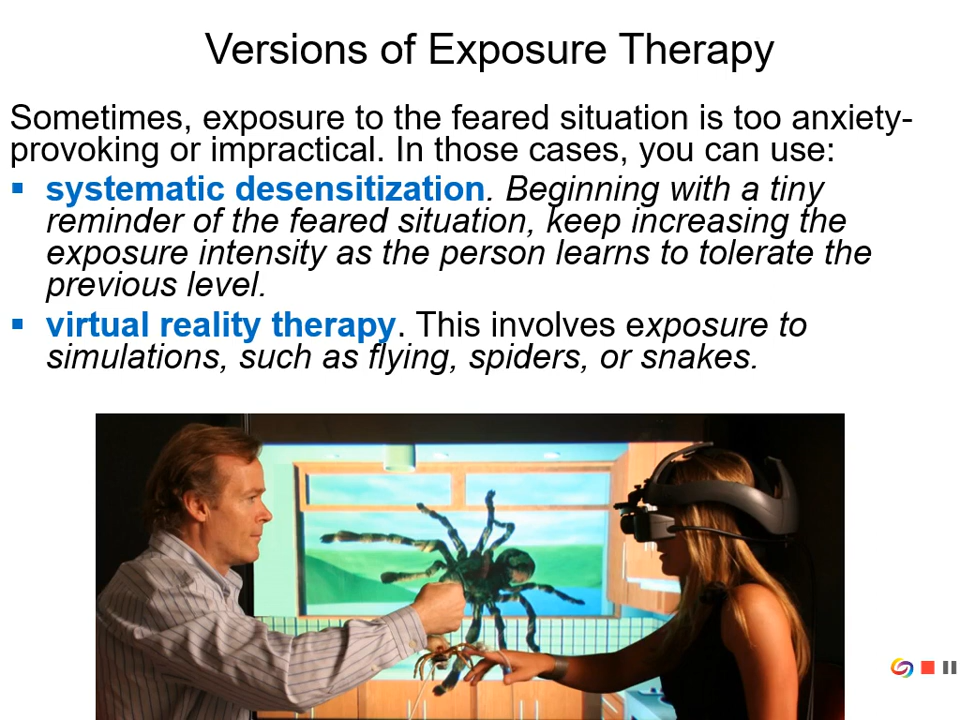 Versions of Exposure Therapy
Sometimes, exposure to the feared situation is too anxiety-
provoking or impractical. In those cases, you can use:
▪ systematic desensitization. Beginning with a tiny
reminder of the feared situation, keep increasing the
exposure intensity as the person learns to tolerate the
previous level.
▪ virtual reality therapy. This involves exposure to
simulations, such as flying, spiders, or snakes.